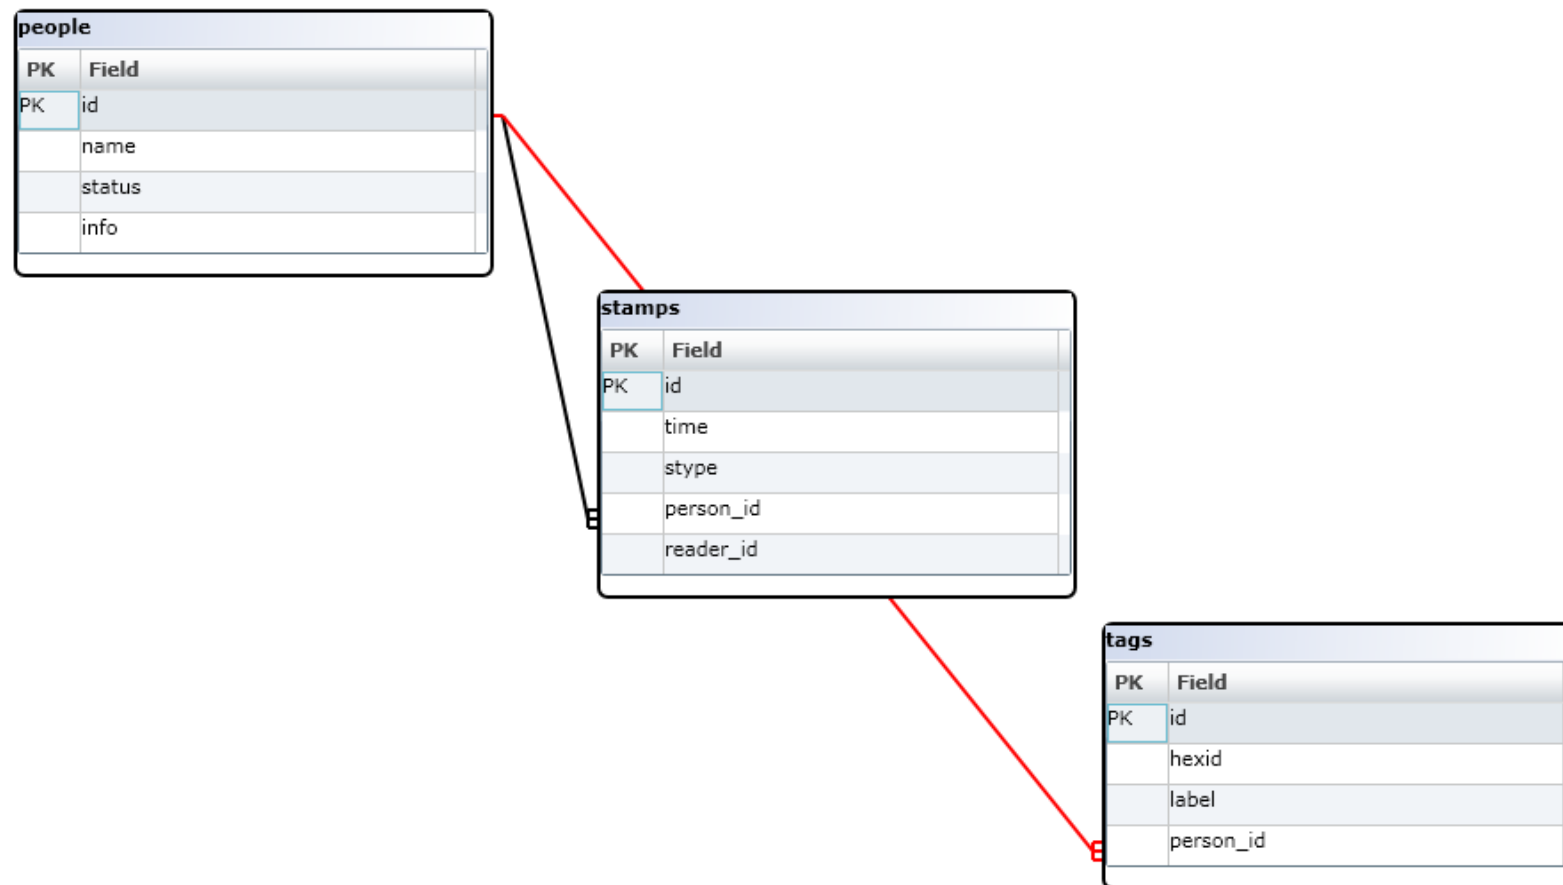 people
PK Field
PK id
name
status
info
stamps
PK Field
PK id
time
stype
person_id
reader_id
tags
PK Field
PK id
hexid
label
person_id